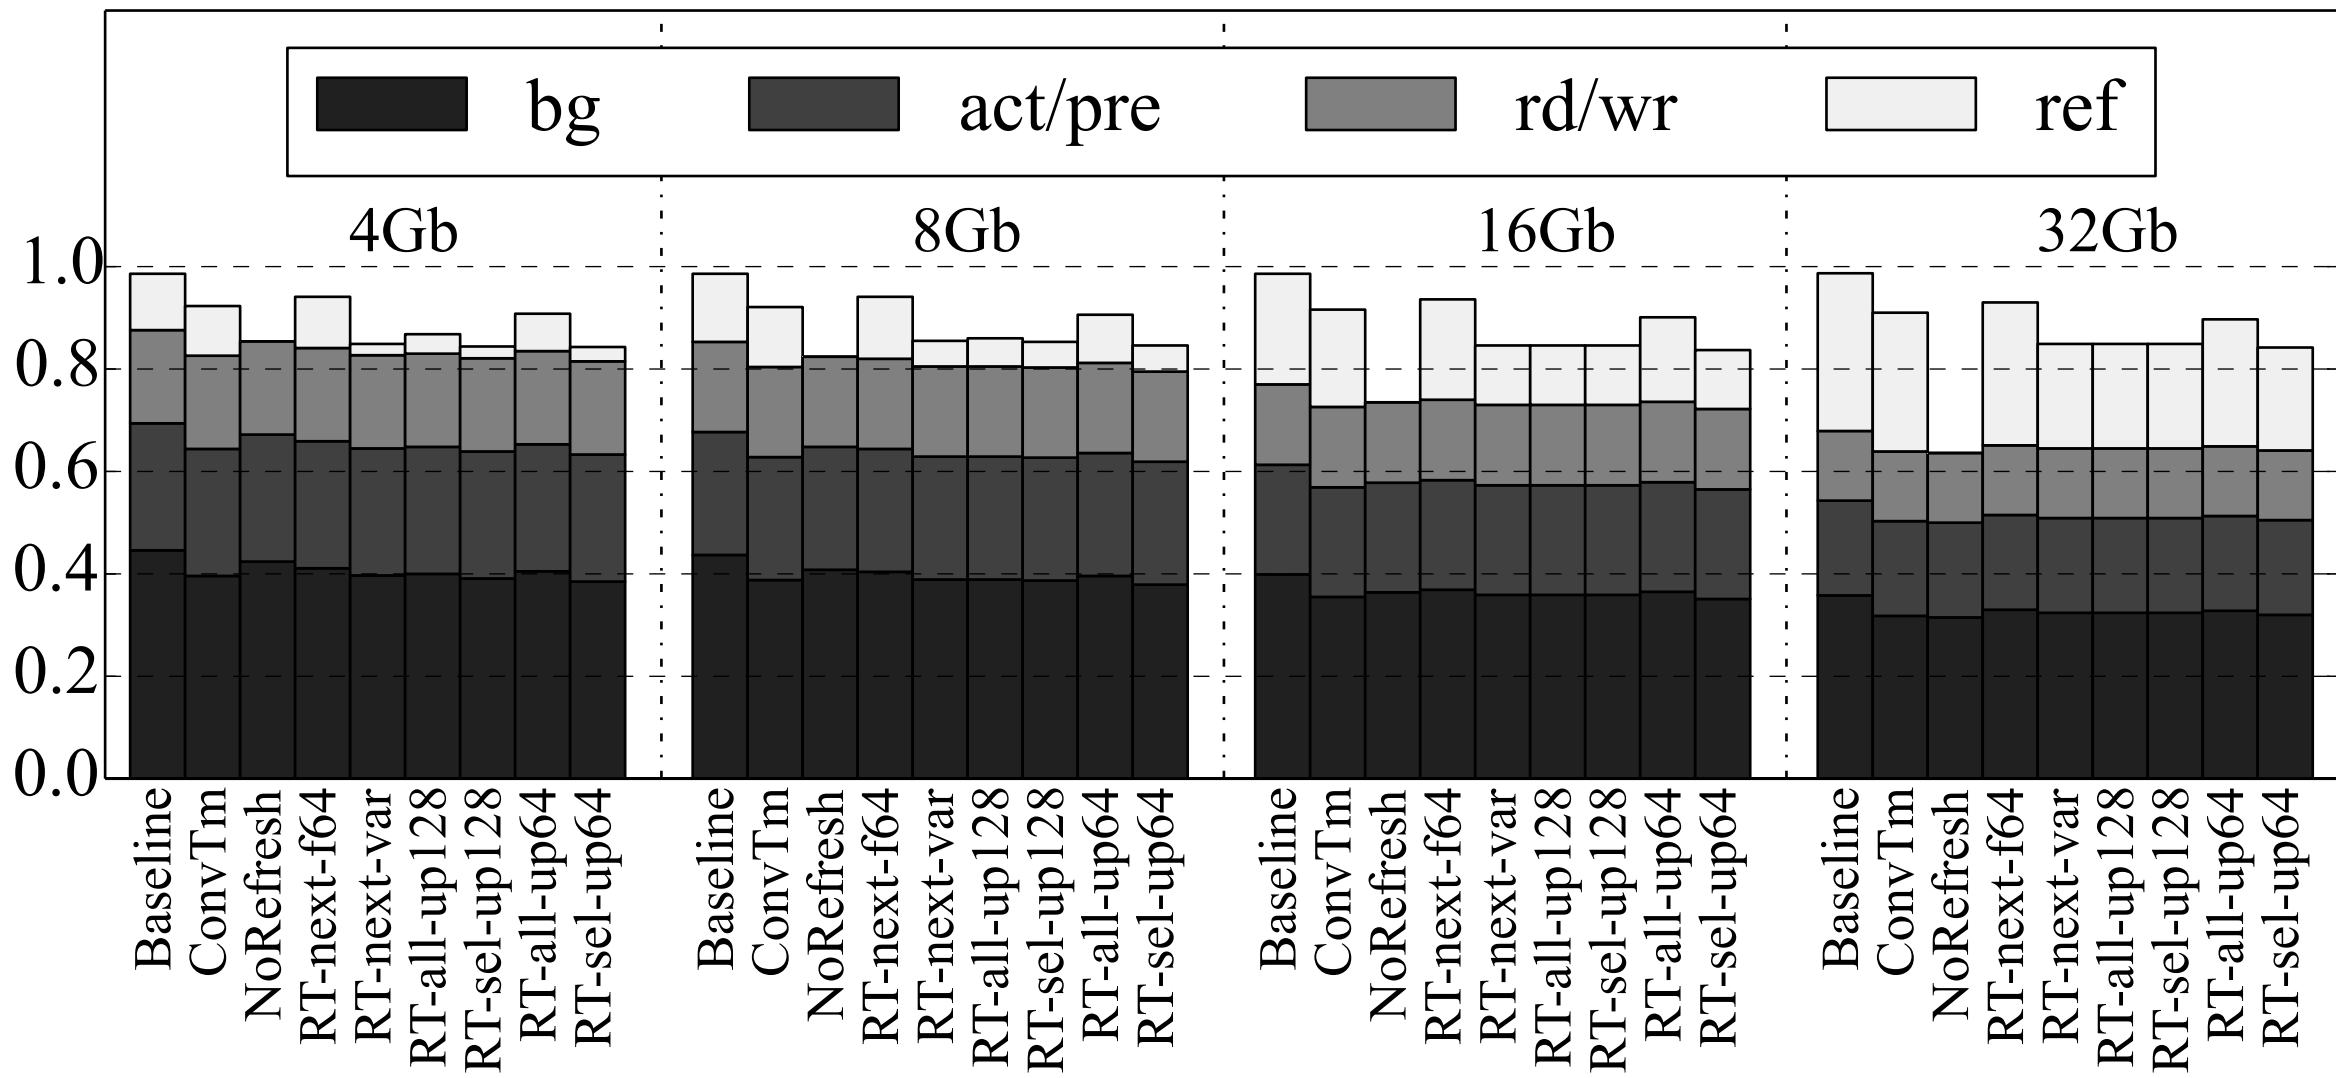 bg act/pre rd/wr ref
4Gb 8Gb 16Gb 32Gb
1.0
0.8
0.6
0.4
0.2
0.0
Baseline
ConvTm
NoRefresh
RT-next-f64
RT-next-var
RT-all-up128
RT-sel-up128
RT-all-up64
RT-sel-up64
Baseline
ConvTm
NoRefresh
RT-next-f64
RT-next-var
RT-all-up128
RT-sel-up128
RT-all-up64
RT-sel-up64
Baseline
ConvTm
NoRefresh
RT-next-f64
RT-next-var
RT-all-up128
RT-sel-up128
RT-all-up64
RT-sel-up64
Baseline
ConvTm
NoRefresh
RT-next-f64
RT-next-var
RT-all-up128
RT-sel-up128
RT-all-up64
RT-sel-up64